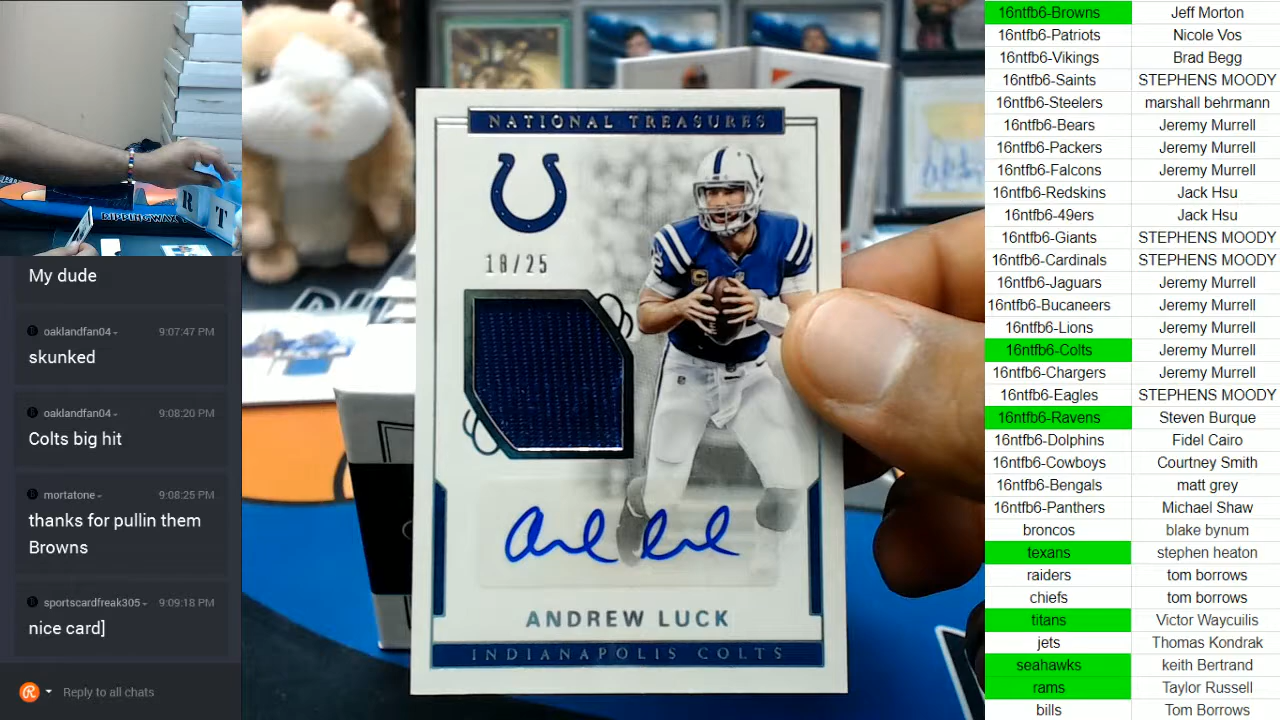 RIPPINGWAX
R T
My dude
oaklandfan04
9:07:47 PM
skunked
oaklandfan04
9:08:20 PM
Colts big hit
mortatone
9:08:25 PM
thanks for pullin them
Browns
sportscardfreak305
9:09:18 PM
nice card]
Reply to all chats
NATIONAL TREASURES
18/25
ANDREW LUCK
INDIANAPOLIS COLTS
16ntfb6-Browns Jeff Morton
16ntfb6-Patriots Nicole Vos
16ntfb6-Vikings Brad Begg
16ntfb6-Saints STEPHENS MOODY
16ntfb6-Steelers marshall behrmann
16ntfb6-Bears Jeremy Murrell
16ntfb6-Packers Jeremy Murrell
16ntfb6-Falcons Jeremy Murrell
16ntfb6-Redskins Jack Hsu
16ntfb6-49ers Jack Hsu
16ntfb6-Giants STEPHENS MOODY
16ntfb6-Cardinals STEPHENS MOODY
16ntfb6-Jaguars Jeremy Murrell
16ntfb6-Bucaneers Jeremy Murrell
16ntfb6-Lions Jeremy Murrell
16ntfb6-Colts Jeremy Murrell
16ntfb6-Chargers Jeremy Murrell
16ntfb6-Eagles STEPHENS MOODY
16ntfb6-Ravens Steven Burque
16ntfb6-Dolphins Fidel Cairo
16ntfb6-Cowboys Courtney Smith
16ntfb6-Bengals matt grey
16ntfb6-Panthers Michael Shaw
broncos blake bynum
texans stephen heaton
raiders tom borrows
chiefs tom borrows
titans Victor Waycuilis
jets Thomas Kondrak
seahawks keith Bertrand
rams Taylor Russell
bills Tom Borrows